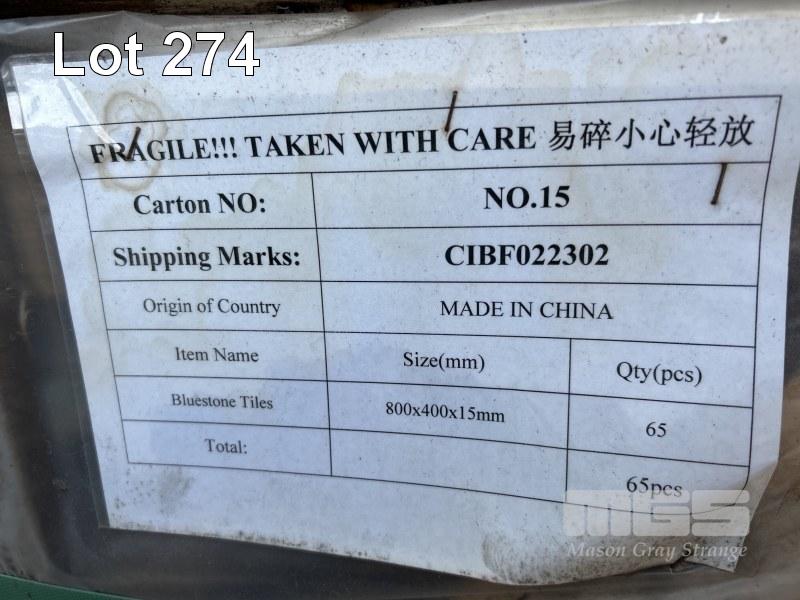 Lot 274
FRAGILE!!! TAKEN WITH CARE 易碎小心轻放
Carton NO: NO.15
Shipping Marks: CIBF022302
Origin of Country MADE IN CHINA
Item Name Size(mm) Qty(pcs)
Bluestone Tiles 800x400x15mm 65
Total: 65pcs
MGS
Mason Gray Strange